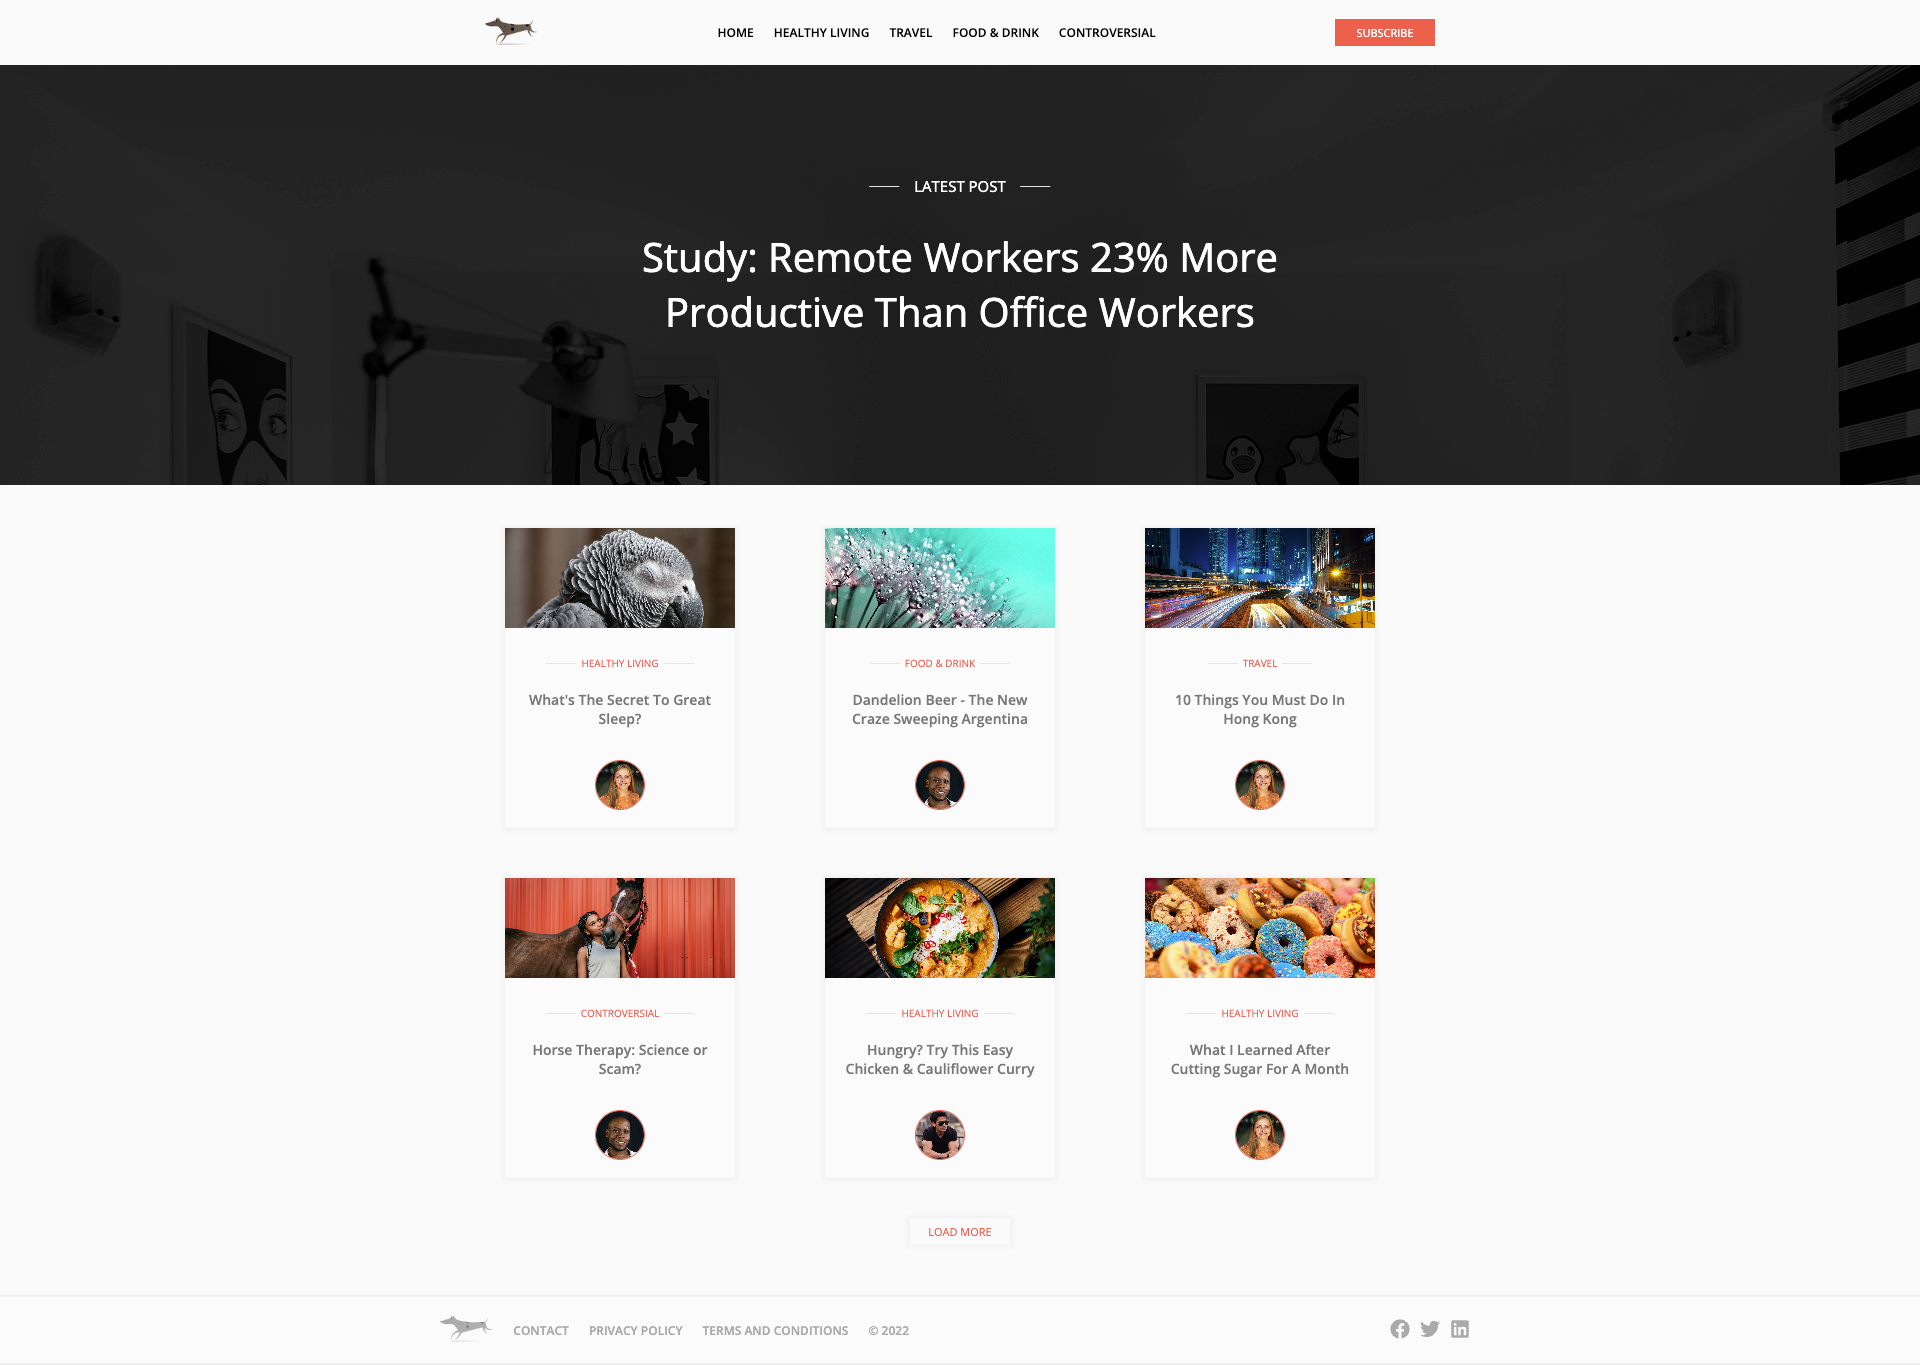 HOME HEALTHY LIVING TRAVEL FOOD & DRINK CONTROVERSIAL SUBSCRIBE
LATEST POST
Study: Remote Workers 23% More
Productive Than Office Workers
HEALTHY LIVING
What's The Secret To Great
Sleep?
FOOD & DRINK
Dandelion Beer - The New
Craze Sweeping Argentina
TRAVEL
10 Things You Must Do In
Hong Kong
CONTROVERSIAL
Horse Therapy: Science or
Scam?
HEALTHY LIVING
Hungry? Try This Easy
Chicken & Cauliflower Curry
HEALTHY LIVING
What I Learned After
Cutting Sugar For A Month
LOAD MORE
CONTACT PRIVACY POLICY TERMS AND CONDITIONS © 2022